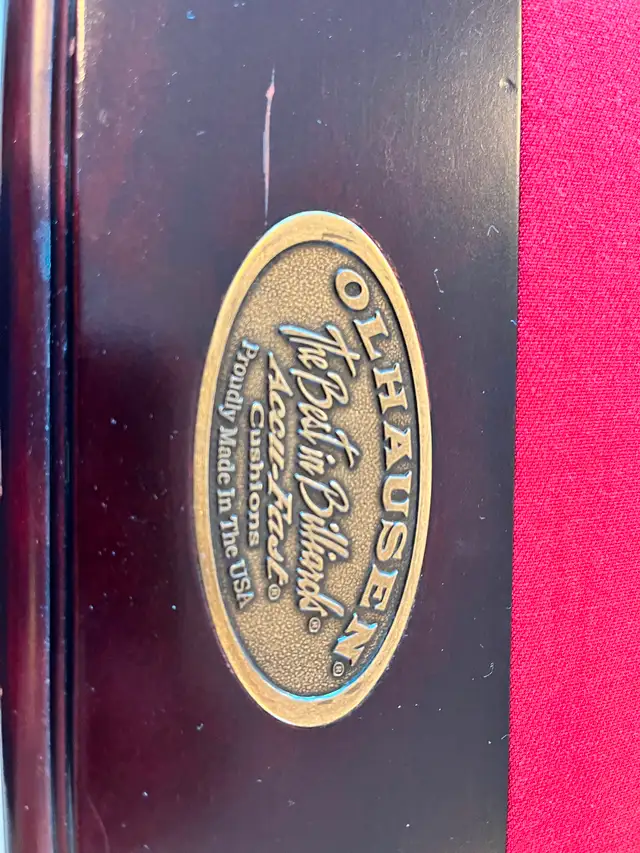 OLHAUSEN®
The Best in Billiards®
Accu-Fast®
Cushions
Proudly Made In The USA